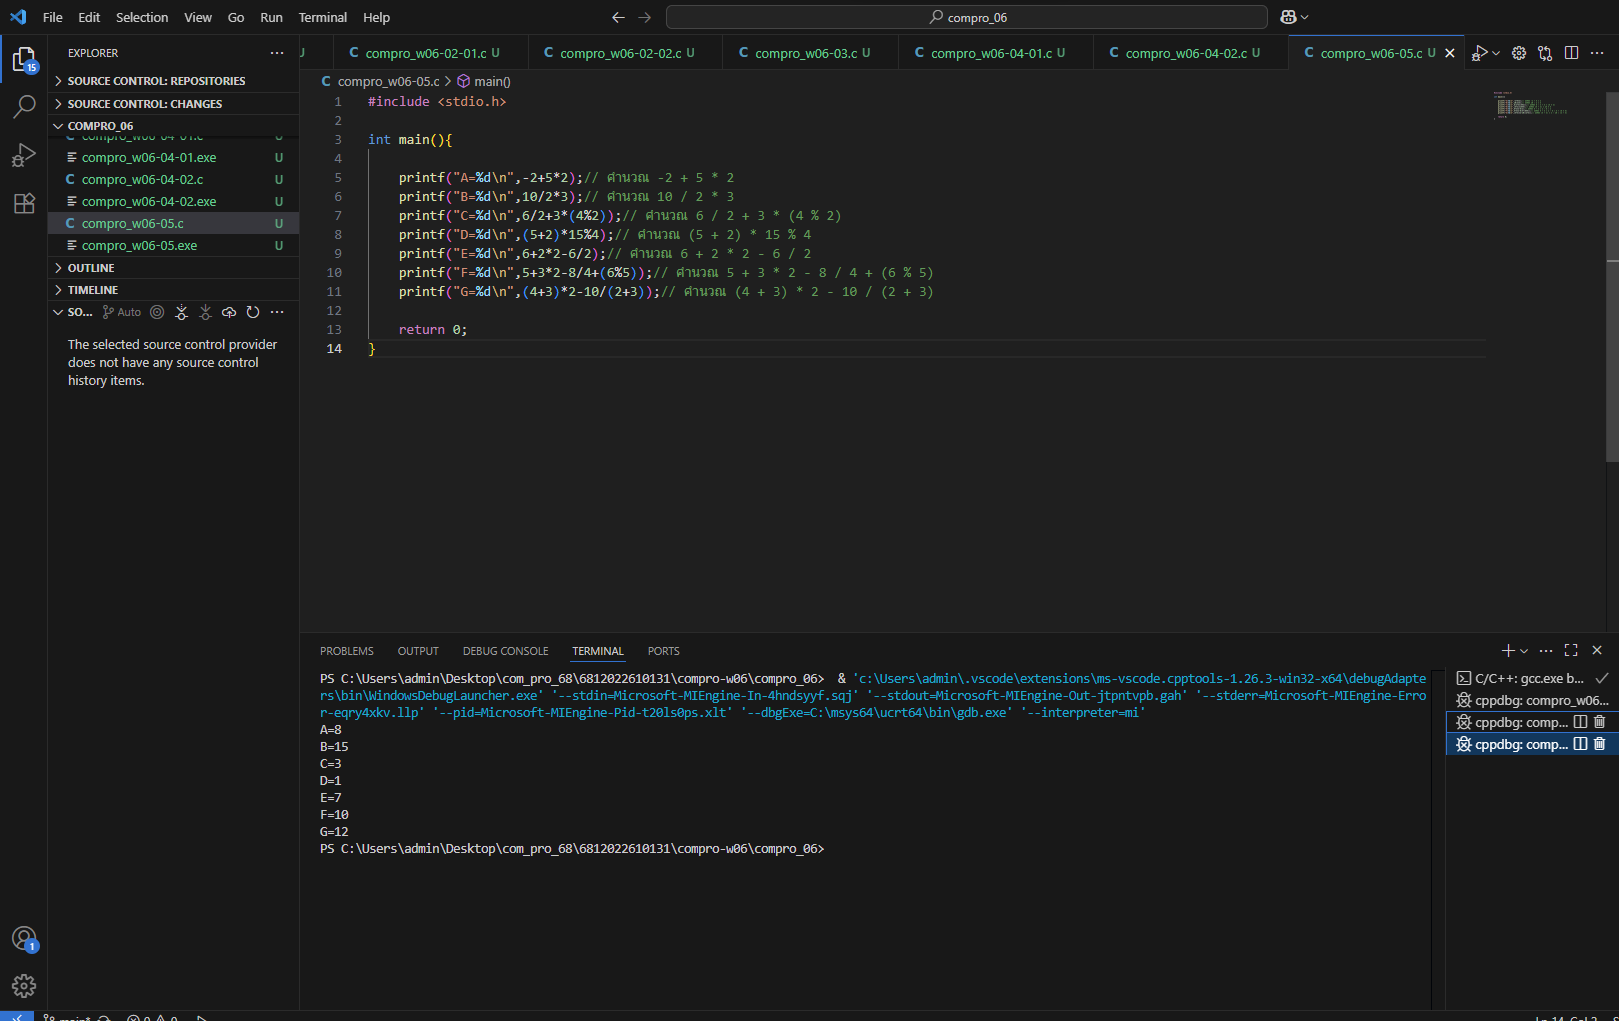 File Edit Selection View Go Run Terminal Help
compro_06
EXPLORER
SOURCE CONTROL: REPOSITORIES
SOURCE CONTROL: CHANGES
COMPRO_06
compro_w06-04-01.c U
compro_w06-04-01.exe U
compro_w06-04-02.c U
compro_w06-04-02.exe U
compro_w06-05.c U
compro_w06-05.exe U
OUTLINE
TIMELINE
SO... Auto
The selected source control provider
does not have any source control
history items.
15
1
U C compro_w06-02-01.c U C compro_w06-02-02.c U C compro_w06-03.c U C compro_w06-04-01.c U C compro_w06-04-02.c U C compro_w06-05.c U
C compro_w06-05.c > main()
1 #include <stdio.h>
2
3 int main(){
4
5 printf("A=%d\n",-2+5*2);// คำนวณ -2 + 5 * 2
6 printf("B=%d\n",10/2*3);// คำนวณ 10 / 2 * 3
7 printf("C=%d\n",6/2+3*(4%2));// คำนวณ 6 / 2 + 3 * (4 % 2)
8 printf("D=%d\n",(5+2)*15%4);// คำนวณ (5 + 2) * 15 % 4
9 printf("E=%d\n",6+2*2-6/2);// คำนวณ 6 + 2 * 2 - 6 / 2
10 printf("F=%d\n",5+3*2-8/4+(6%5));// คำนวณ 5 + 3 * 2 - 8 / 4 + (6 % 5)
11 printf("G=%d\n",(4+3)*2-10/(2+3));// คำนวณ (4 + 3) * 2 - 10 / (2 + 3)
12
13 return 0;
14 }
PROBLEMS OUTPUT DEBUG CONSOLE TERMINAL PORTS
PS C:\Users\admin\Desktop\com_pro_68\6812022610131\compro-w06\compro_06> & 'c:\Users\admin\.vscode\extensions\ms-vscode.cpptools-1.26.3-win32-x64\debugAdapte
rs\bin\WindowsDebugLauncher.exe' '--stdin=Microsoft-MIEngine-In-4hndsyyf.sqj' '--stdout=Microsoft-MIEngine-Out-jtpntvpb.gah' '--stderr=Microsoft-MIEngine-Erro
r-eqry4xkv.llp' '--pid=Microsoft-MIEngine-Pid-t20ls0ps.xlt' '--dbgExe=C:\msys64\ucrt64\bin\gdb.exe' '--interpreter=mi'
A=8
B=15
C=3
D=1
E=7
F=10
G=12
PS C:\Users\admin\Desktop\com_pro_68\6812022610131\compro-w06\compro_06>
C/C++: gcc.exe b...
cppdbg: compro_w06...
cppdbg: comp...
cppdbg: comp...